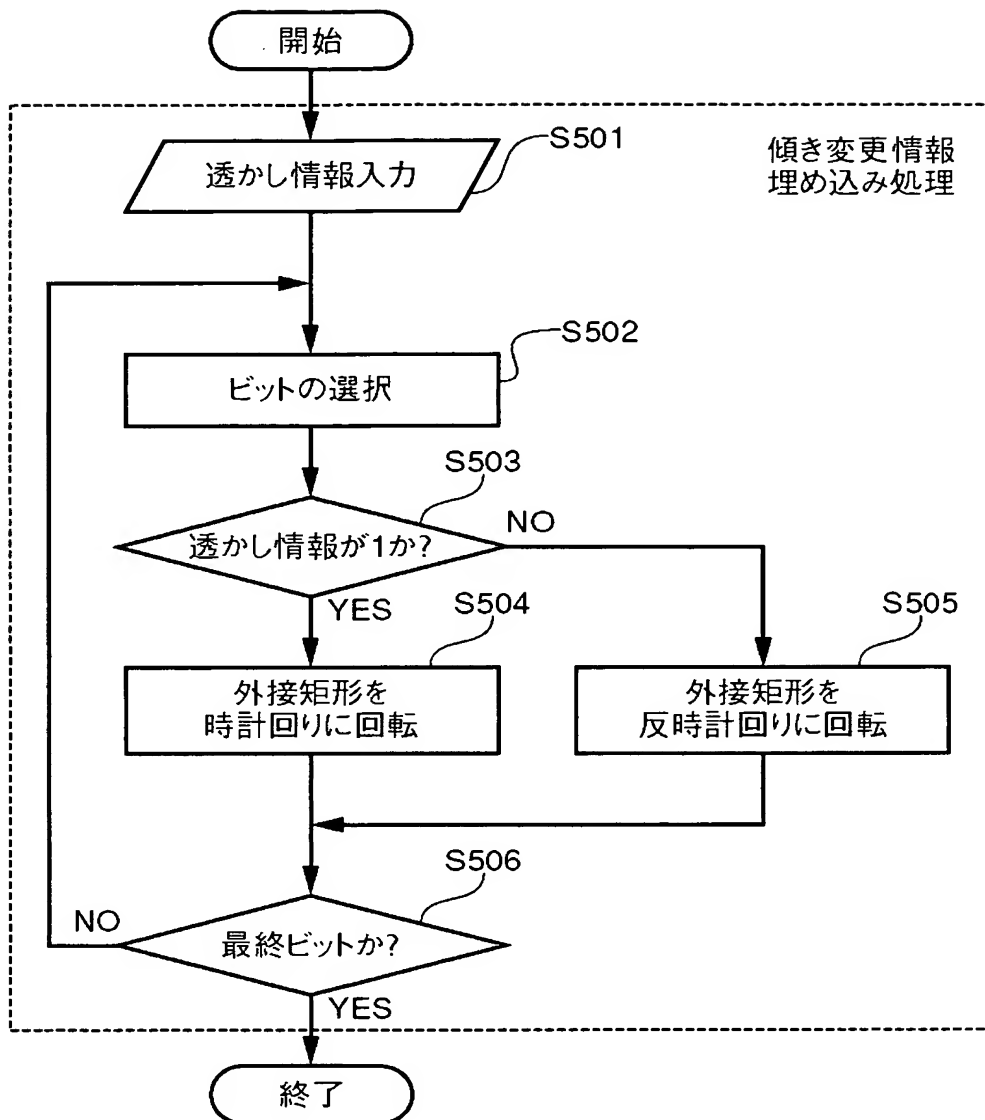 開始
透かし情報入力
S501
傾き変更情報
埋め込み処理
S502
ビットの選択
S503
透かし情報が1か?
NO
YES
S504
S505
外接矩形を
時計回りに回転
外接矩形を
反時計回りに回転
S506
NO
最終ビットか?
YES
終了